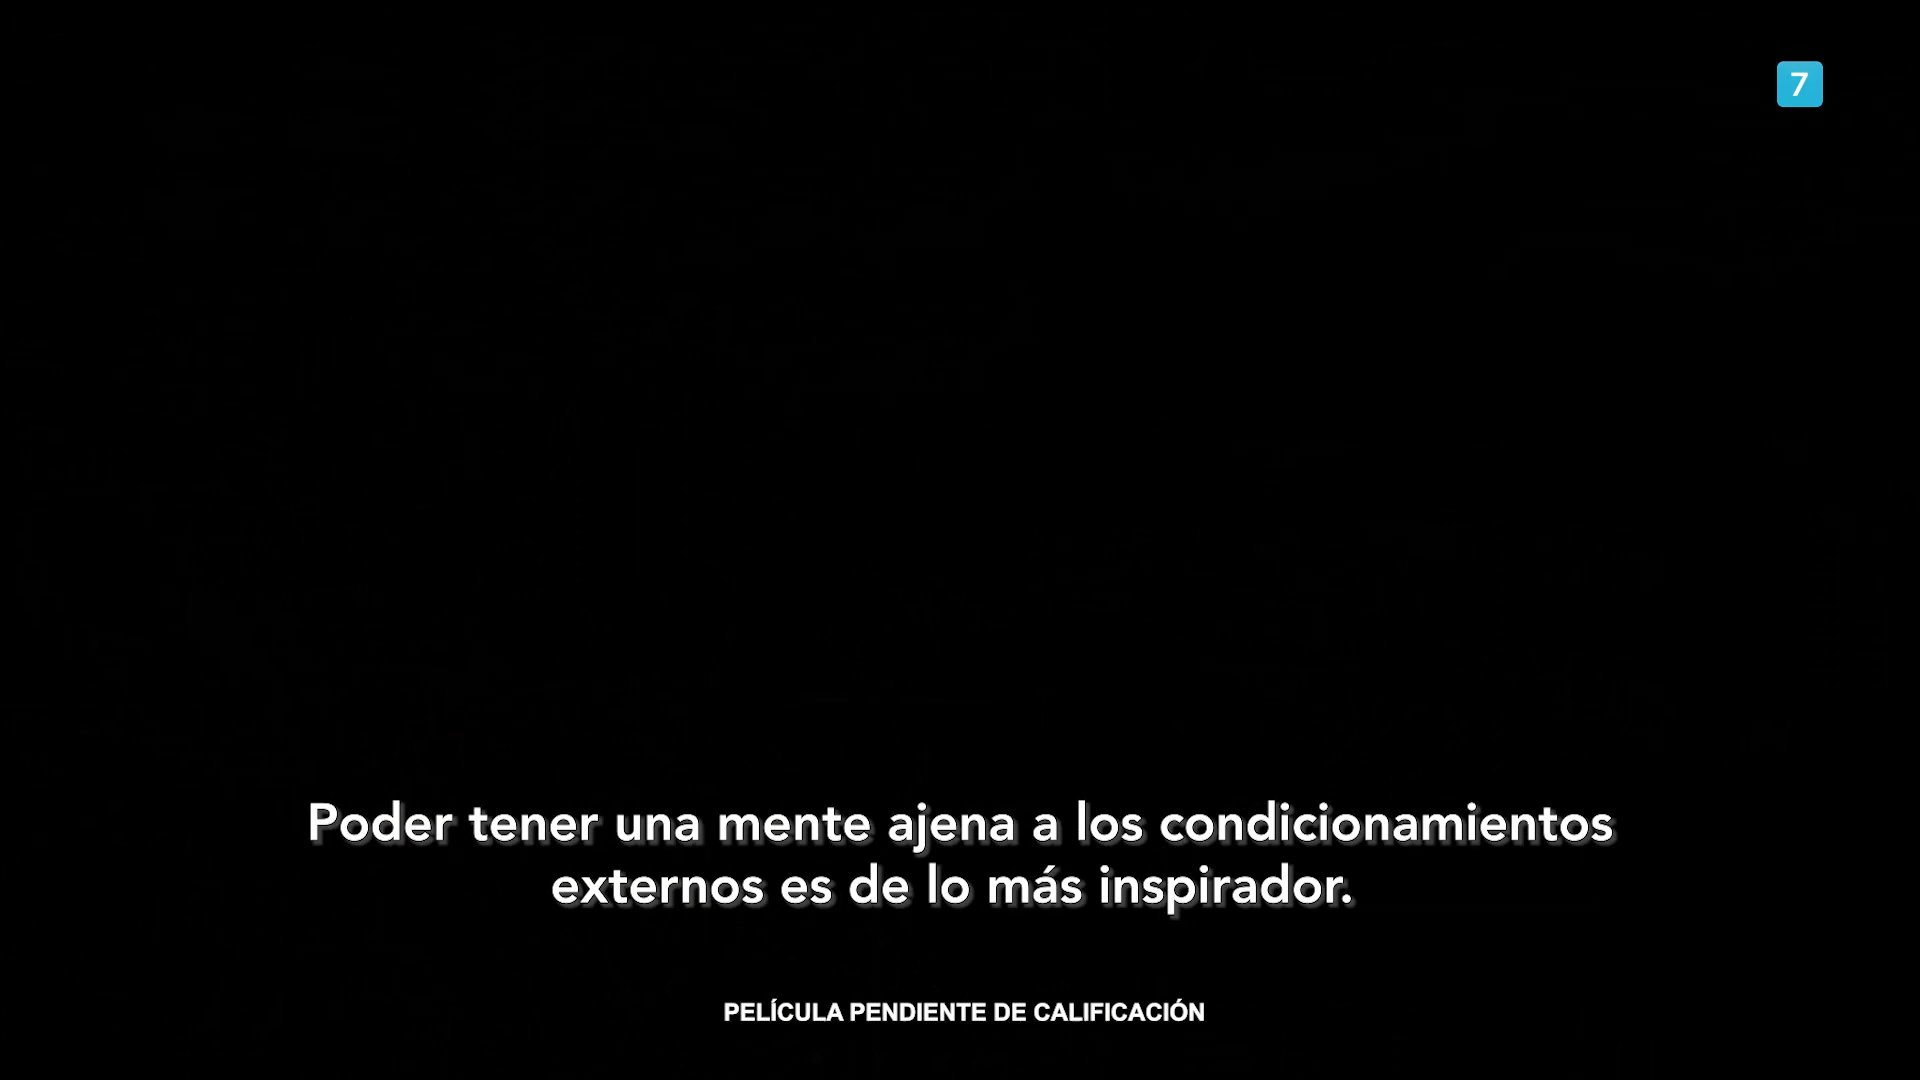 7
Poder tener una mente ajena a los condicionamientos
externos es de lo más inspirador.
PELÍCULA PENDIENTE DE CALIFICACIÓN